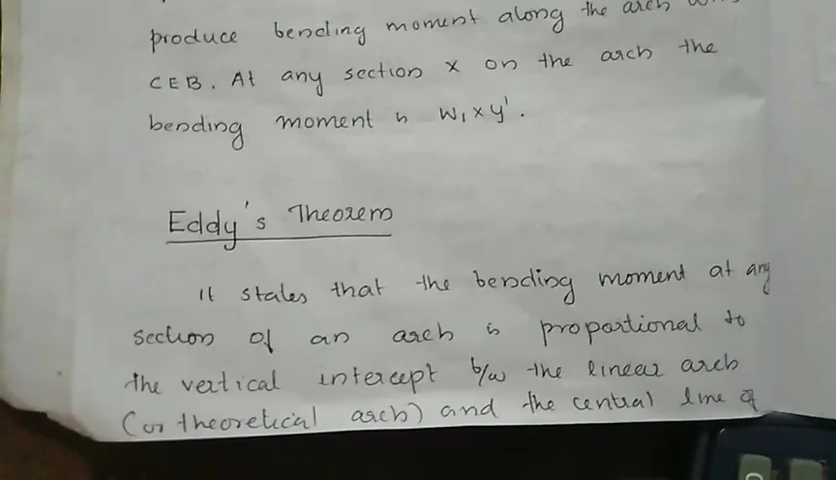 produce bending moment along the arch
CEB. At any section x on the arch the
bending moment is W₁ × y'.
Eddy's Theorem
It states that the bending moment at any
section of an arch is proportional to
the vertical intercept b/w the linear arch
(or theoretical arch) and the central line of